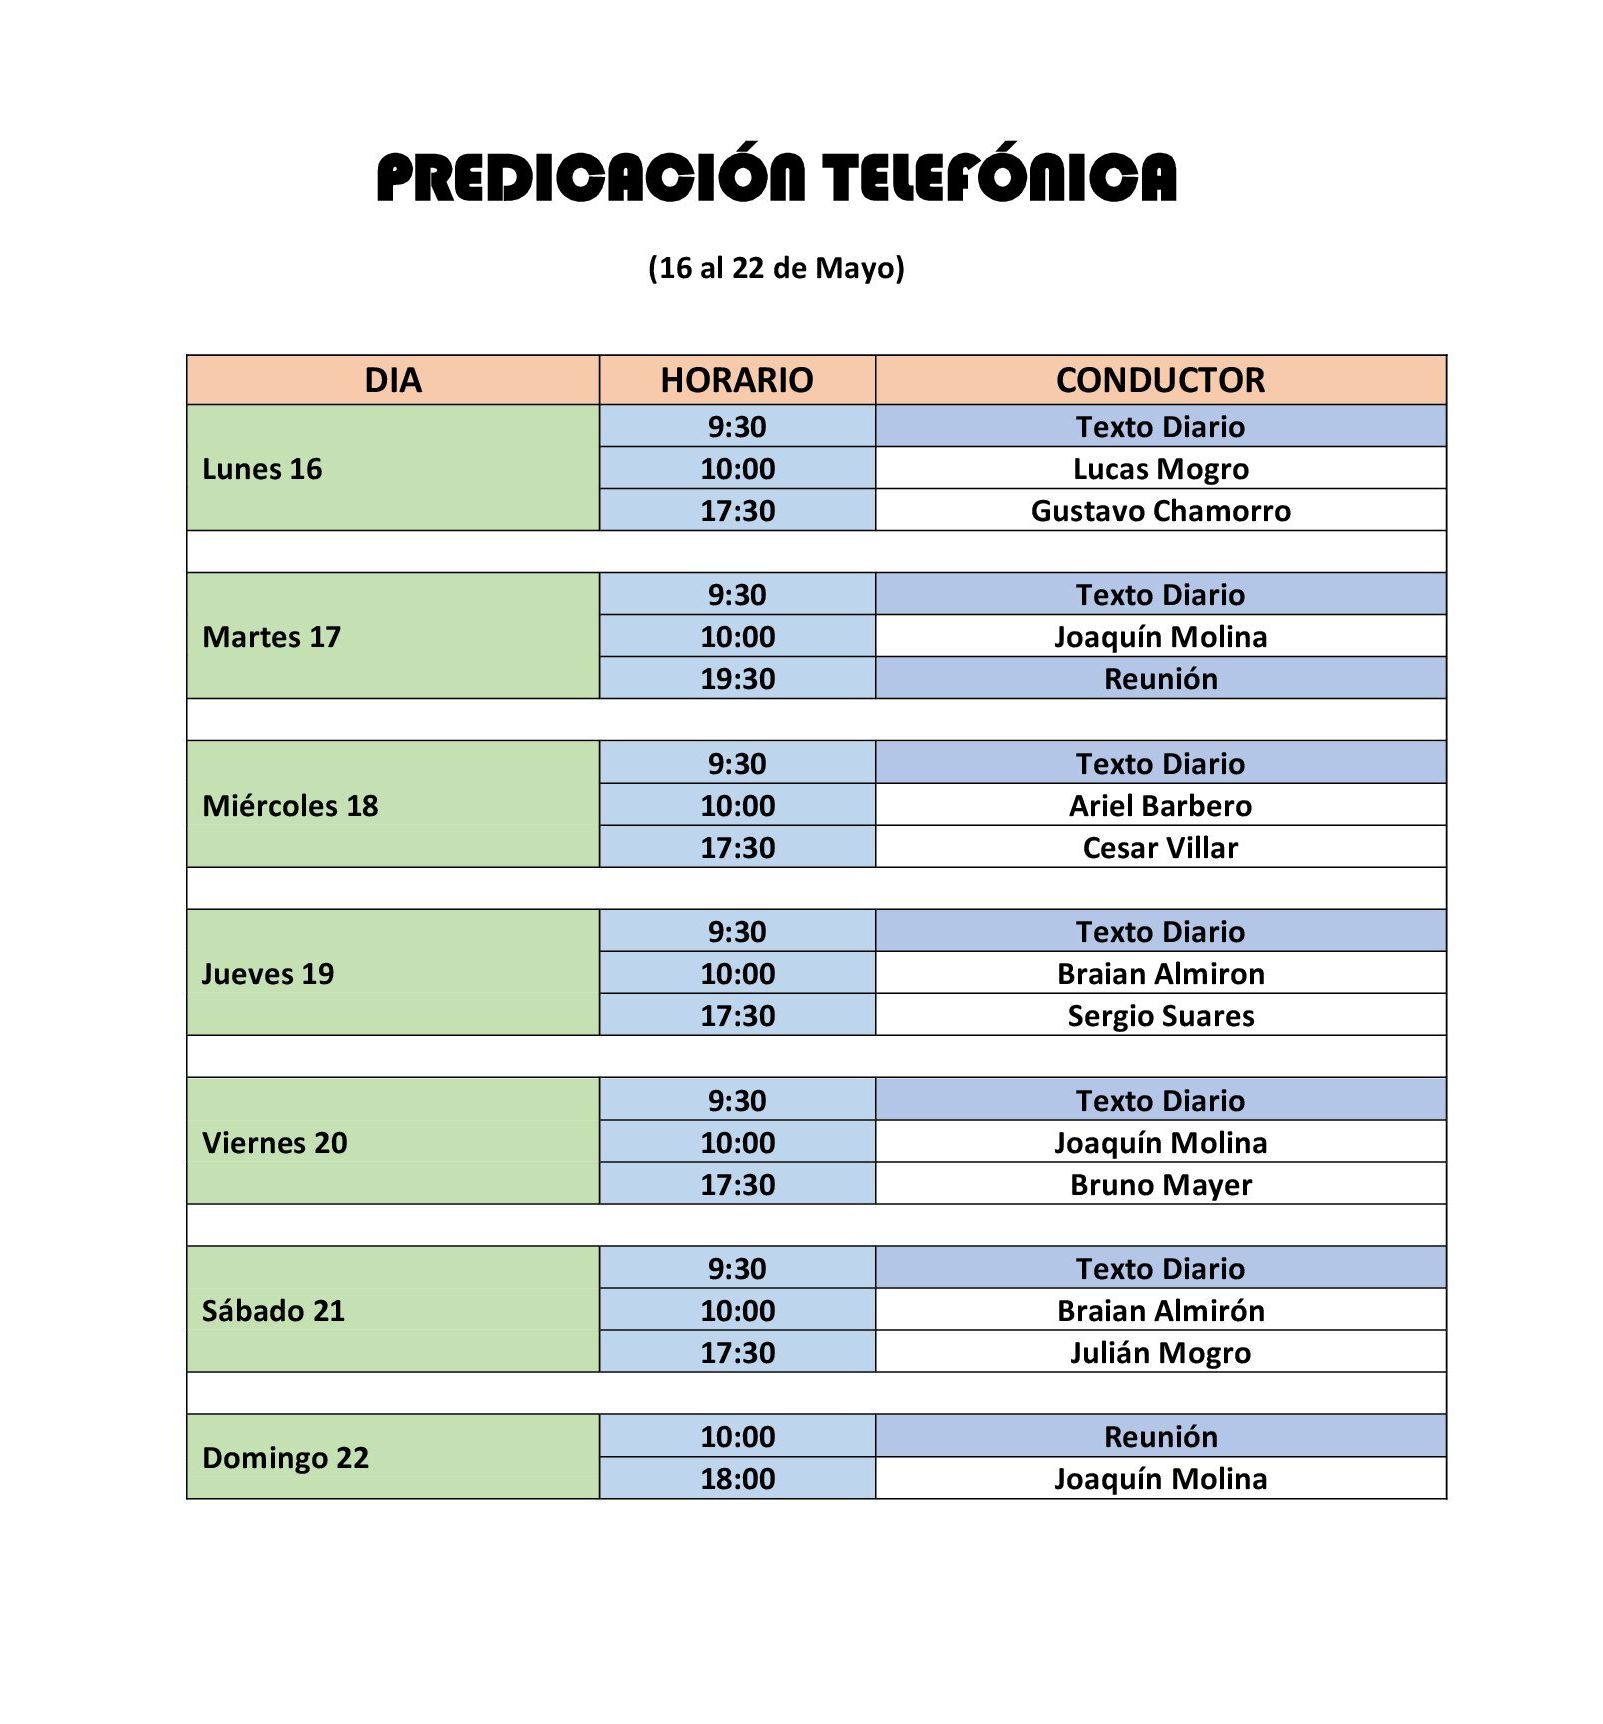 PREDICACIÓN TELEFÓNICA
(16 al 22 de Mayo)
DIA HORARIO CONDUCTOR
Lunes 16
9:30 Texto Diario
10:00 Lucas Mogro
17:30 Gustavo Chamorro
Martes 17
9:30 Texto Diario
10:00 Joaquín Molina
19:30 Reunión
Miércoles 18
9:30 Texto Diario
10:00 Ariel Barbero
17:30 Cesar Villar
Jueves 19
9:30 Texto Diario
10:00 Braian Almiron
17:30 Sergio Suares
Viernes 20
9:30 Texto Diario
10:00 Joaquín Molina
17:30 Bruno Mayer
Sábado 21
9:30 Texto Diario
10:00 Braian Almirón
17:30 Julián Mogro
Domingo 22
10:00 Reunión
18:00 Joaquín Molina